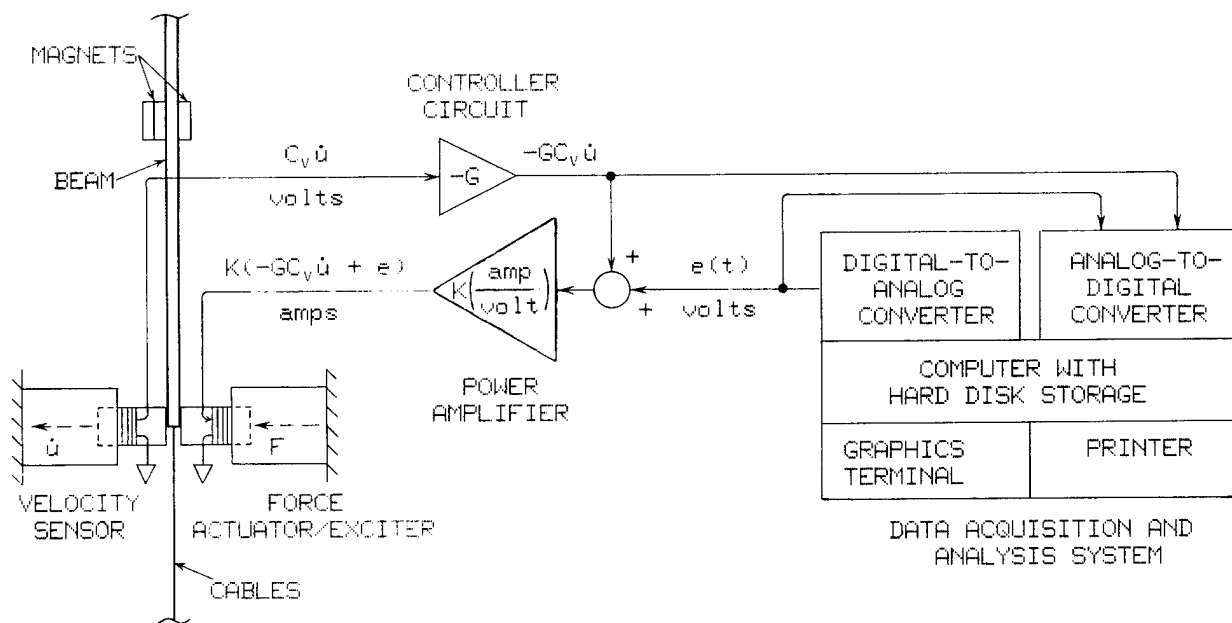 MAGNETS
CONTROLLER
CIRCUIT
C_v u̇
volts
-G
-GC_v u̇
BEAM
K(-GC_v u̇ + e)
amps
K(amp/volt)
+
+
e(t)
volts
DIGITAL-TO-
ANALOG
CONVERTER
ANALOG-TO-
DIGITAL
CONVERTER
COMPUTER WITH
HARD DISK STORAGE
POWER
AMPLIFIER
GRAPHICS
TERMINAL
PRINTER
u̇
F
VELOCITY
SENSOR
FORCE
ACTUATOR/EXCITER
DATA ACQUISITION AND
ANALYSIS SYSTEM
CABLES